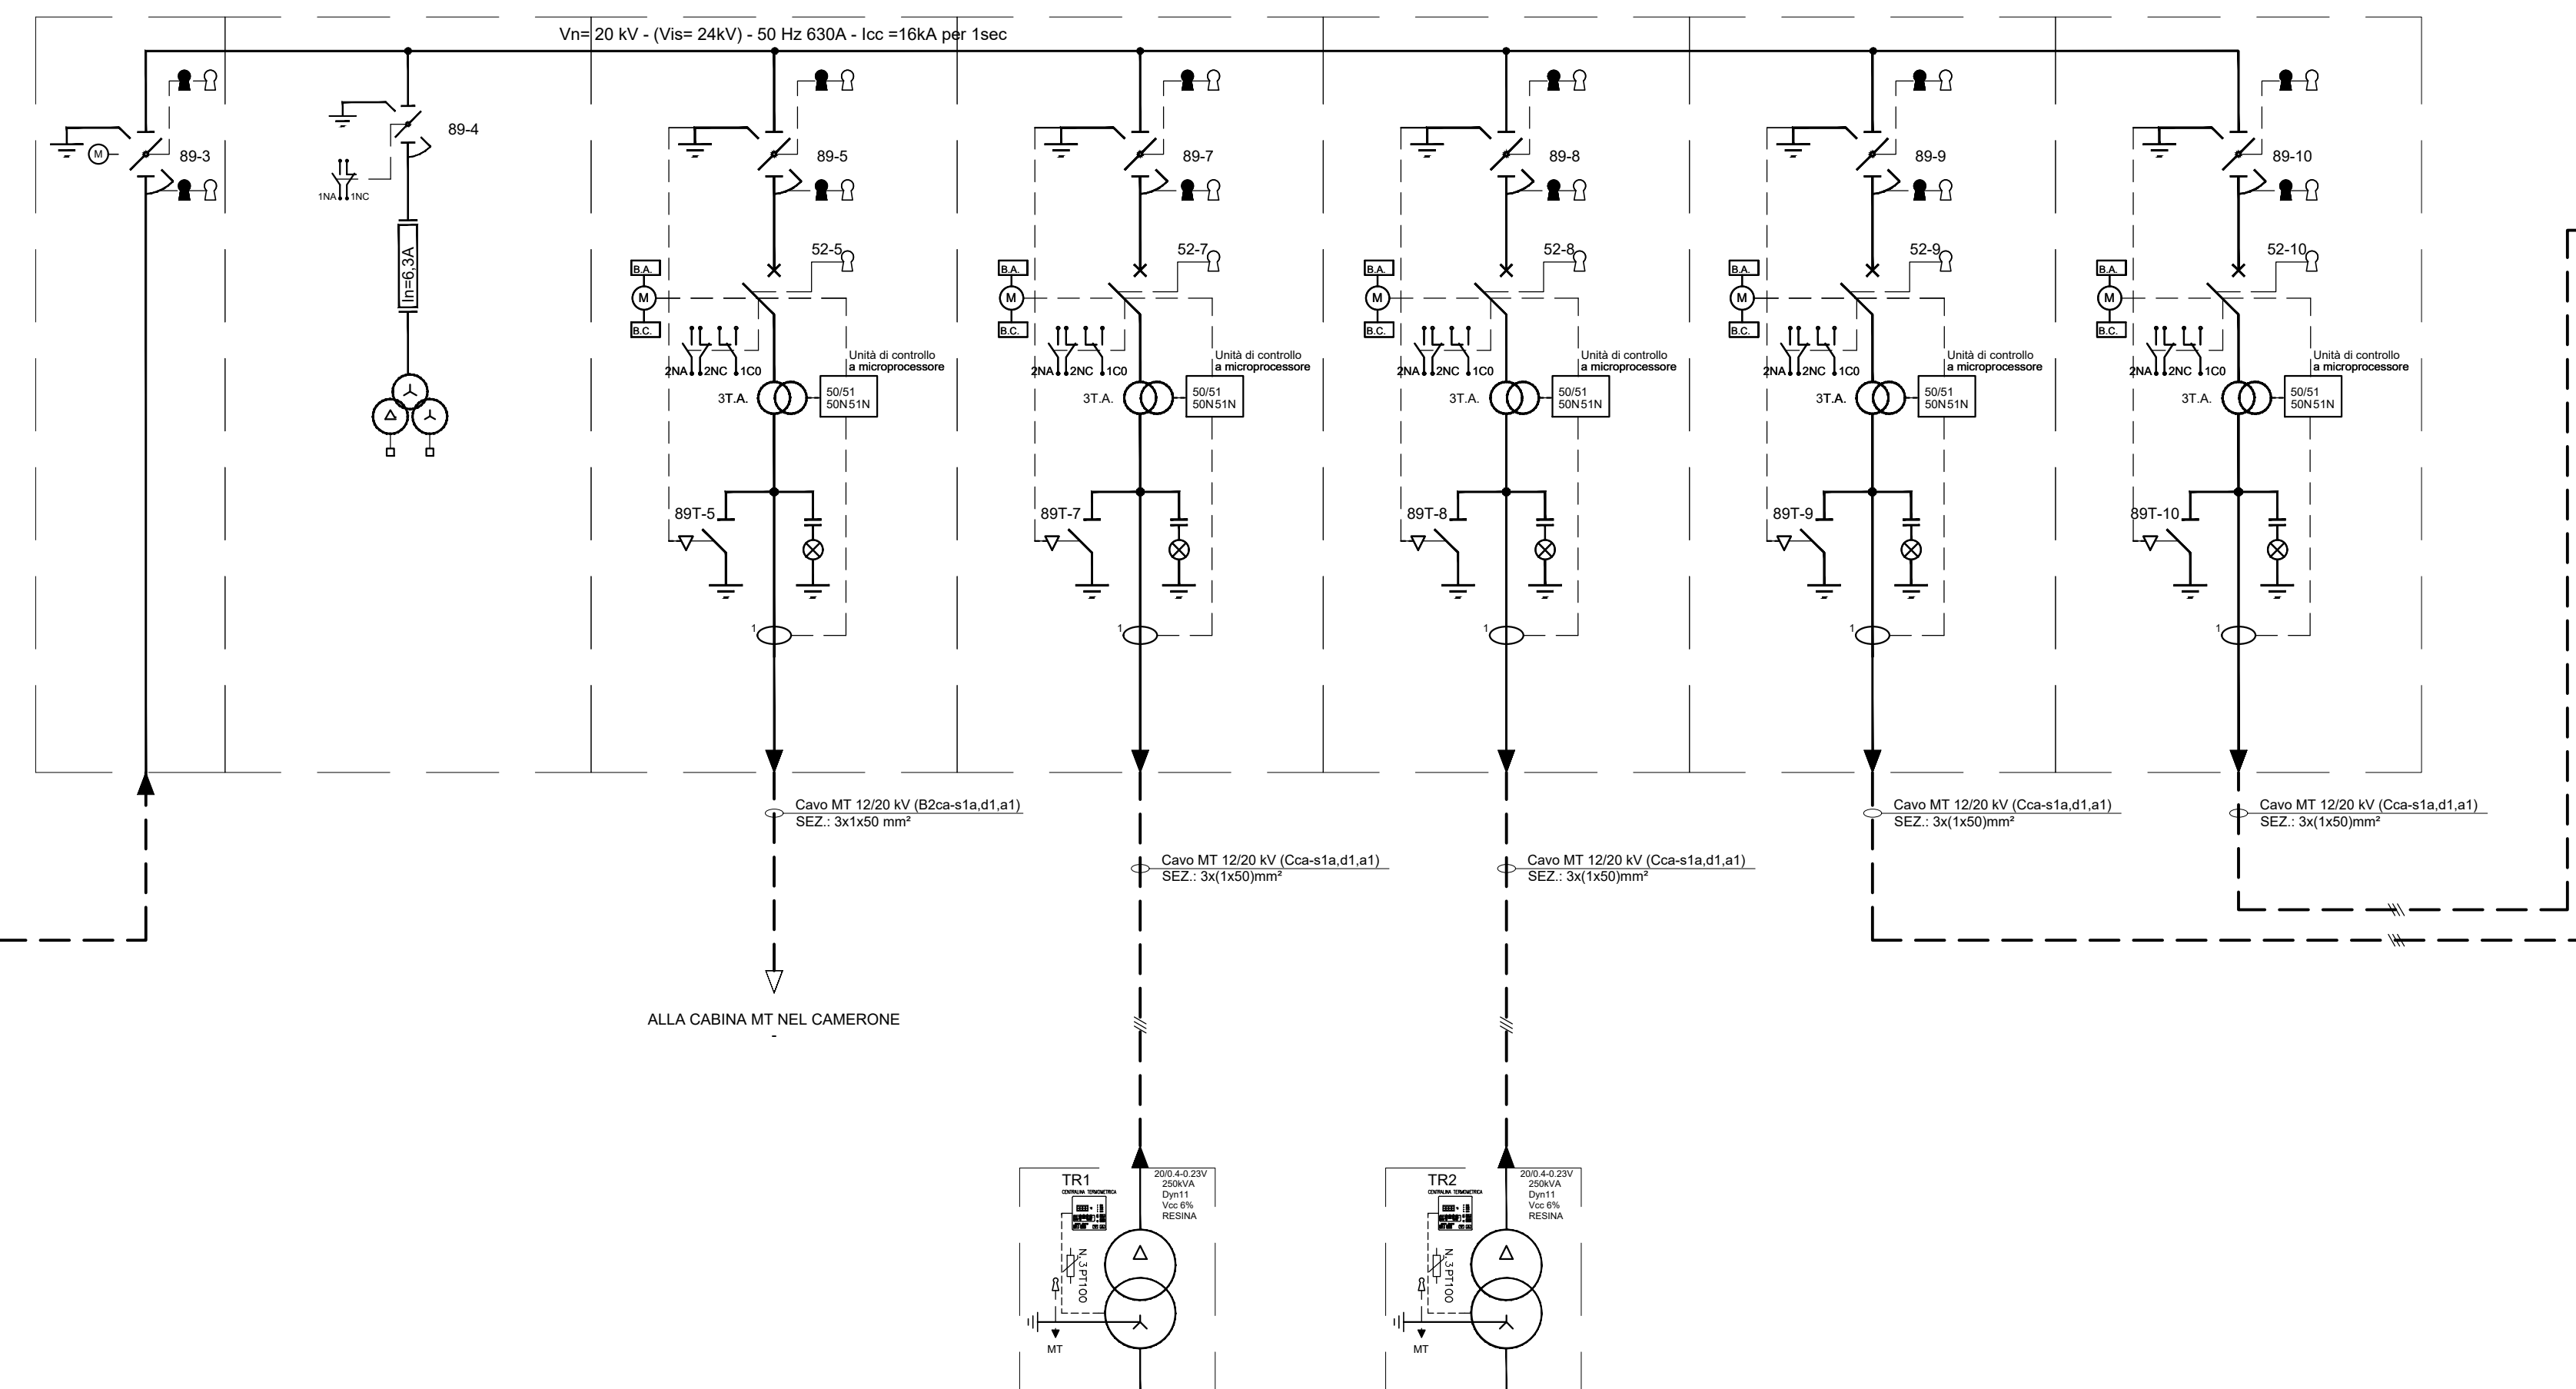 Vn= 20 kV - (Vis= 24kV) - 50 Hz 630A - Icc =16kA per 1sec
M
89-3
89-4
1NA
1NC
In=6,3A
89-5
52-5
B.A.
M
B.C.
2NA
2NC
1C0
Unità di controllo
a microprocessore
3T.A.
50/51
50N51N
89T-5
1
89-7
52-7
B.A.
M
B.C.
2NA
2NC
1C0
Unità di controllo
a microprocessore
3T.A.
50/51
50N51N
89T-7
1
89-8
52-8
B.A.
M
B.C.
2NA
2NC
1C0
Unità di controllo
a microprocessore
3T.A.
50/51
50N51N
89T-8
1
89-9
52-9
B.A.
M
B.C.
2NA
2NC
1C0
Unità di controllo
a microprocessore
3T.A.
50/51
50N51N
89T-9
1
89-10
52-10
B.A.
M
B.C.
2NA
2NC
1C0
Unità di controllo
a microprocessore
3T.A.
50/51
50N51N
89T-10
1
Cavo MT 12/20 kV (B2ca-s1a,d1,a1)
SEZ.: 3x1x50 mm²
Cavo MT 12/20 kV (Cca-s1a,d1,a1)
SEZ.: 3x(1x50)mm²
Cavo MT 12/20 kV (Cca-s1a,d1,a1)
SEZ.: 3x(1x50)mm²
Cavo MT 12/20 kV (Cca-s1a,d1,a1)
SEZ.: 3x(1x50)mm²
Cavo MT 12/20 kV (Cca-s1a,d1,a1)
SEZ.: 3x(1x50)mm²
ALLA CABINA MT NEL CAMERONE
-
TR1
CENTRALINA TERMOMETRICA
20/0.4-0.23V
250kVA
Dyn11
Vcc 6%
RESINA
N.3 PT100
MT
TR2
CENTRALINA TERMOMETRICA
20/0.4-0.23V
250kVA
Dyn11
Vcc 6%
RESINA
N.3 PT100
MT